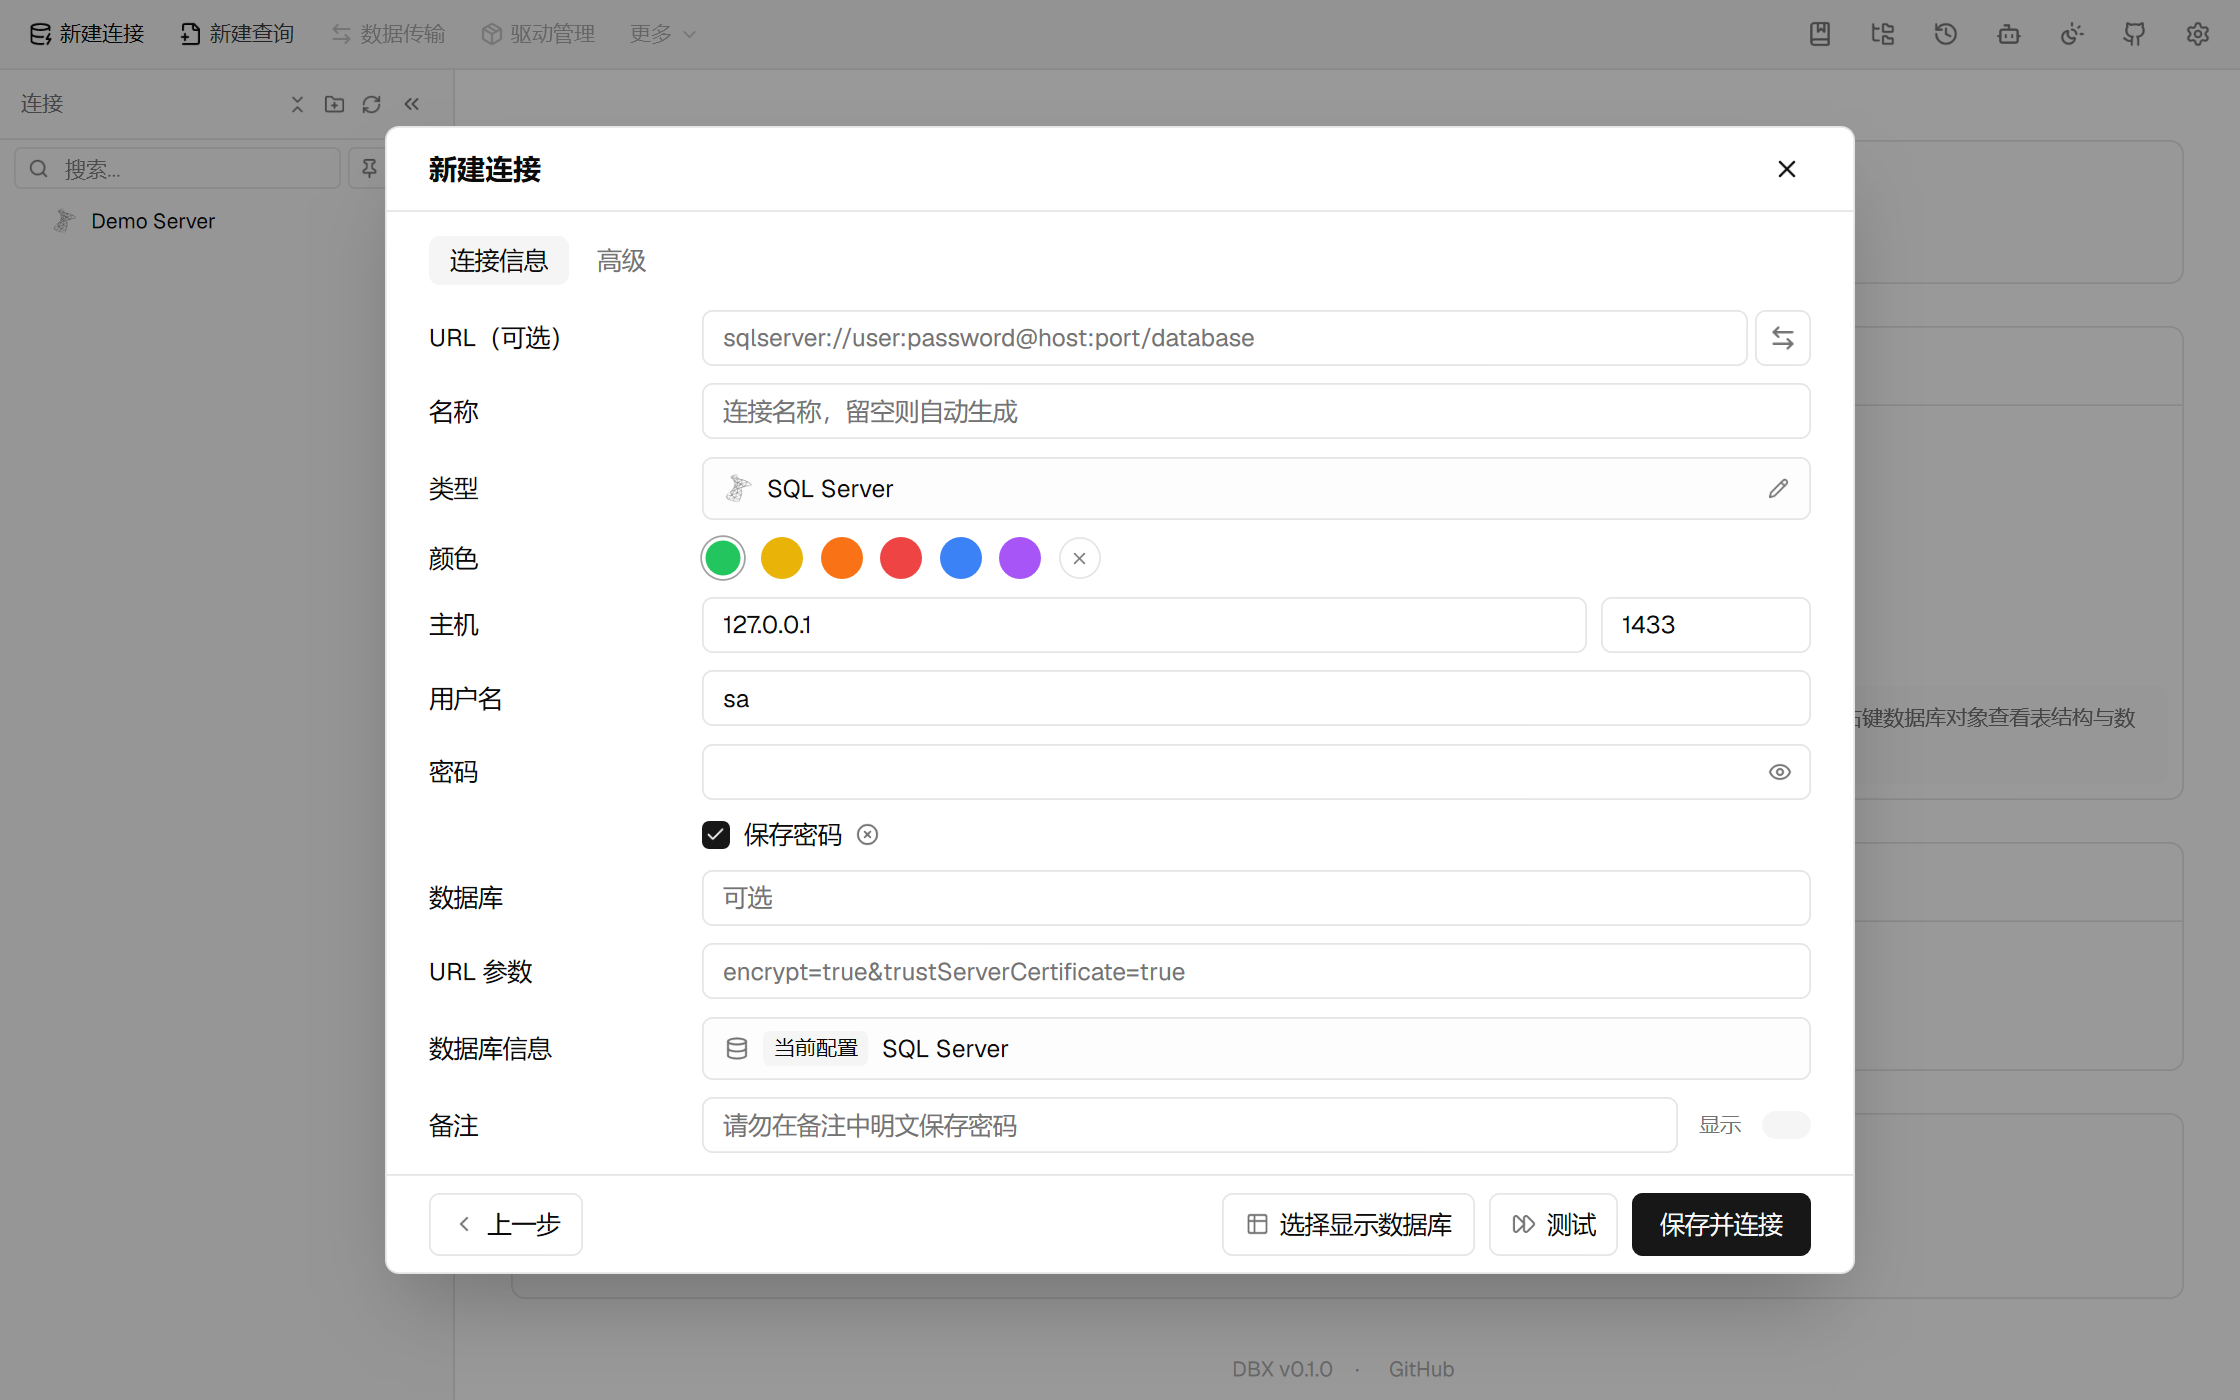 新建连接
新建查询
数据传输
驱动管理
更多
连接
搜索...
Demo Server
新建连接
连接信息
高级
URL（可选）
sqlserver://user:password@host:port/database
名称
连接名称，留空则自动生成
类型
SQL Server
颜色
主机
127.0.0.1
1433
用户名
sa
密码
保存密码
数据库
可选
URL 参数
encrypt=true&trustServerCertificate=true
数据库信息
当前配置
SQL Server
备注
请勿在备注中明文保存密码
显示
上一步
选择显示数据库
测试
保存并连接
键数据库对象查看表结构与数
DBX v0.1.0 · GitHub